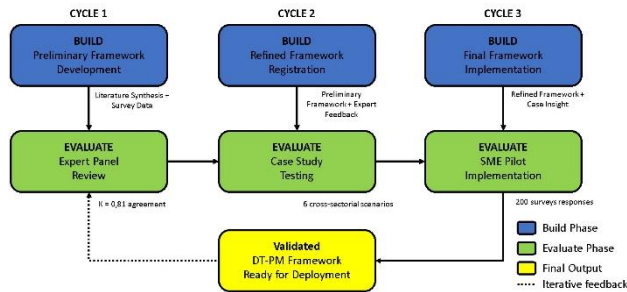 CYCLE 1
CYCLE 2
CYCLE 3
BUILD
Preliminary Framework
Development
BUILD
Refined Framework
Registration
BUILD
Final Framework
Implementation
Literature Synthesis –
Survey Data
Preliminary
Framework + Expert
Feedback
Refined Framework +
Case Insight
EVALUATE
Expert Panel
Review
EVALUATE
Case Study
Testing
EVALUATE
SME Pilot
Implementation
K = 0,81 agreement
6 cross-sectorial scenarios
200 surveys responses
Validated
DT-PM Framework
Ready for Deployment
Build Phase
Evaluate Phase
Final Output
Iterative feedback